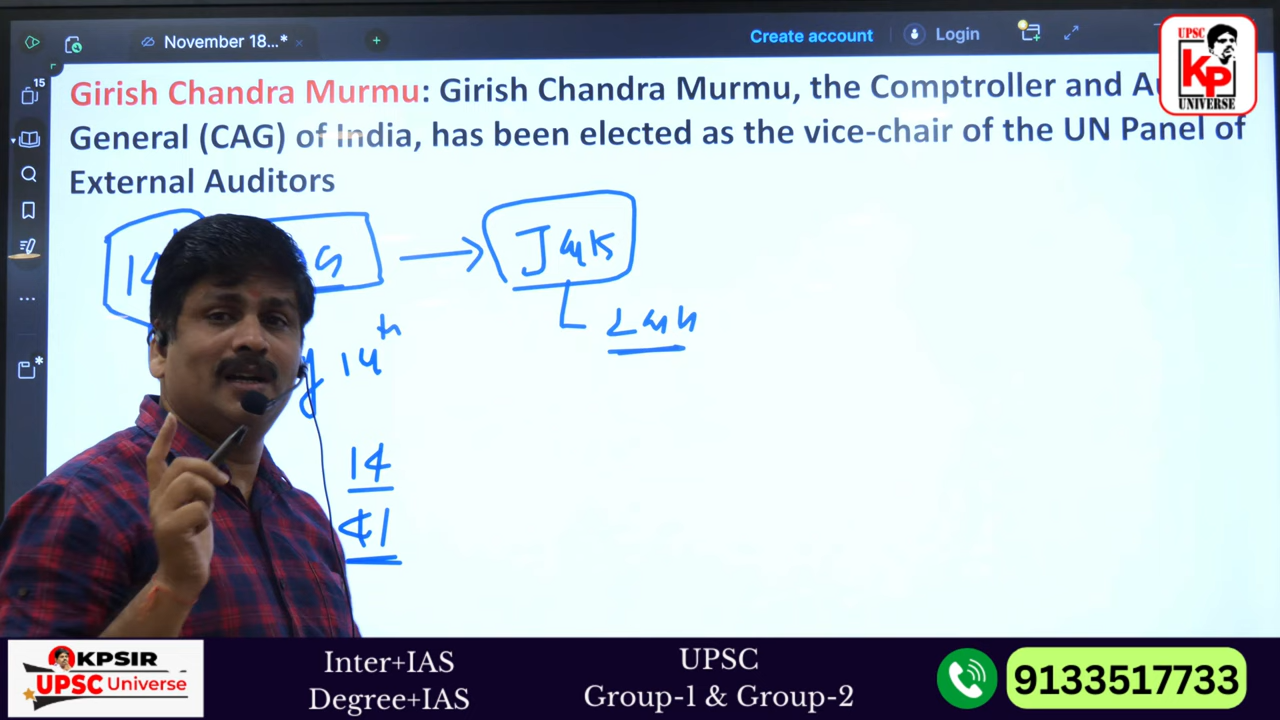 November 18...*
Create account
Login
15
Girish Chandra Murmu: Girish Chandra Murmu, the Comptroller and Au
General (CAG) of India, has been elected as the vice-chair of the UN Panel of
External Auditors
J&K
14th
14
41
UPSC
KP
UNIVERSE
KPSIR
UPSC Universe
Inter+IAS
Degree+IAS
UPSC
Group-1 & Group-2
9133517733